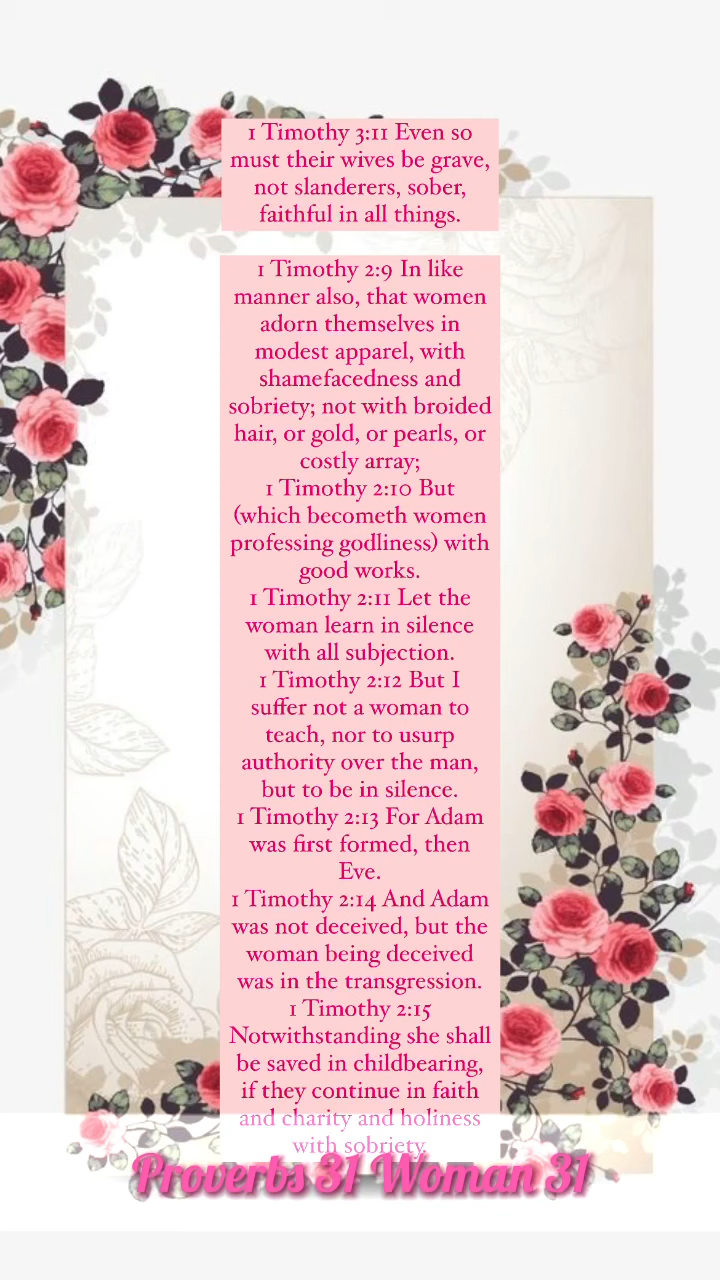 1 Timothy 3:11 Even so
must their wives be grave,
not slanderers, sober,
faithful in all things.
1 Timothy 2:9 In like
manner also, that women
adorn themselves in
modest apparel, with
shamefacedness and
sobriety; not with broided
hair, or gold, or pearls, or
costly array;
1 Timothy 2:10 But
(which becometh women
professing godliness) with
good works.
1 Timothy 2:11 Let the
woman learn in silence
with all subjection.
1 Timothy 2:12 But I
suffer not a woman to
teach, nor to usurp
authority over the man,
but to be in silence.
1 Timothy 2:13 For Adam
was first formed, then
Eve.
1 Timothy 2:14 And Adam
was not deceived, but the
woman being deceived
was in the transgression.
1 Timothy 2:15
Notwithstanding she shall
be saved in childbearing,
if they continue in faith
and charity and holiness
with sobriety.
Proverbs 31 Woman 31